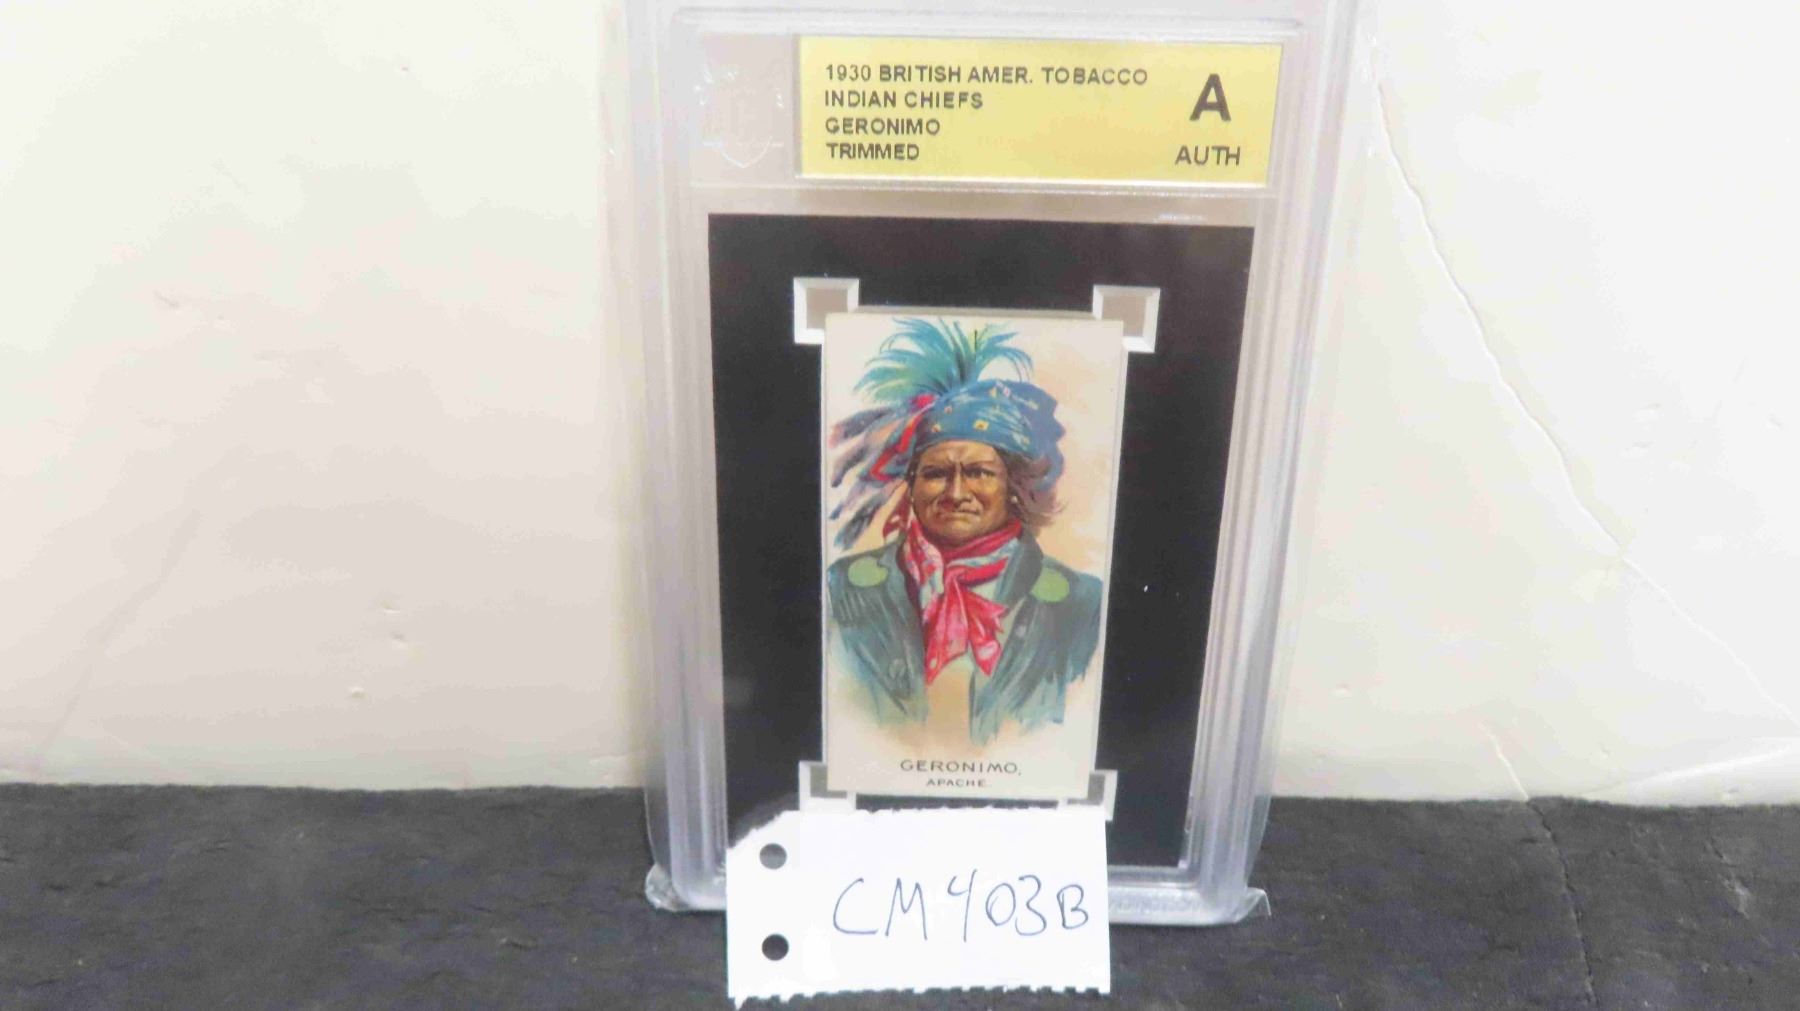 1930 BRITISH AMER. TOBACCO
INDIAN CHIEFS
GERONIMO
TRIMMED
A
AUTH
GERONIMO,
APACHE.
CM403B